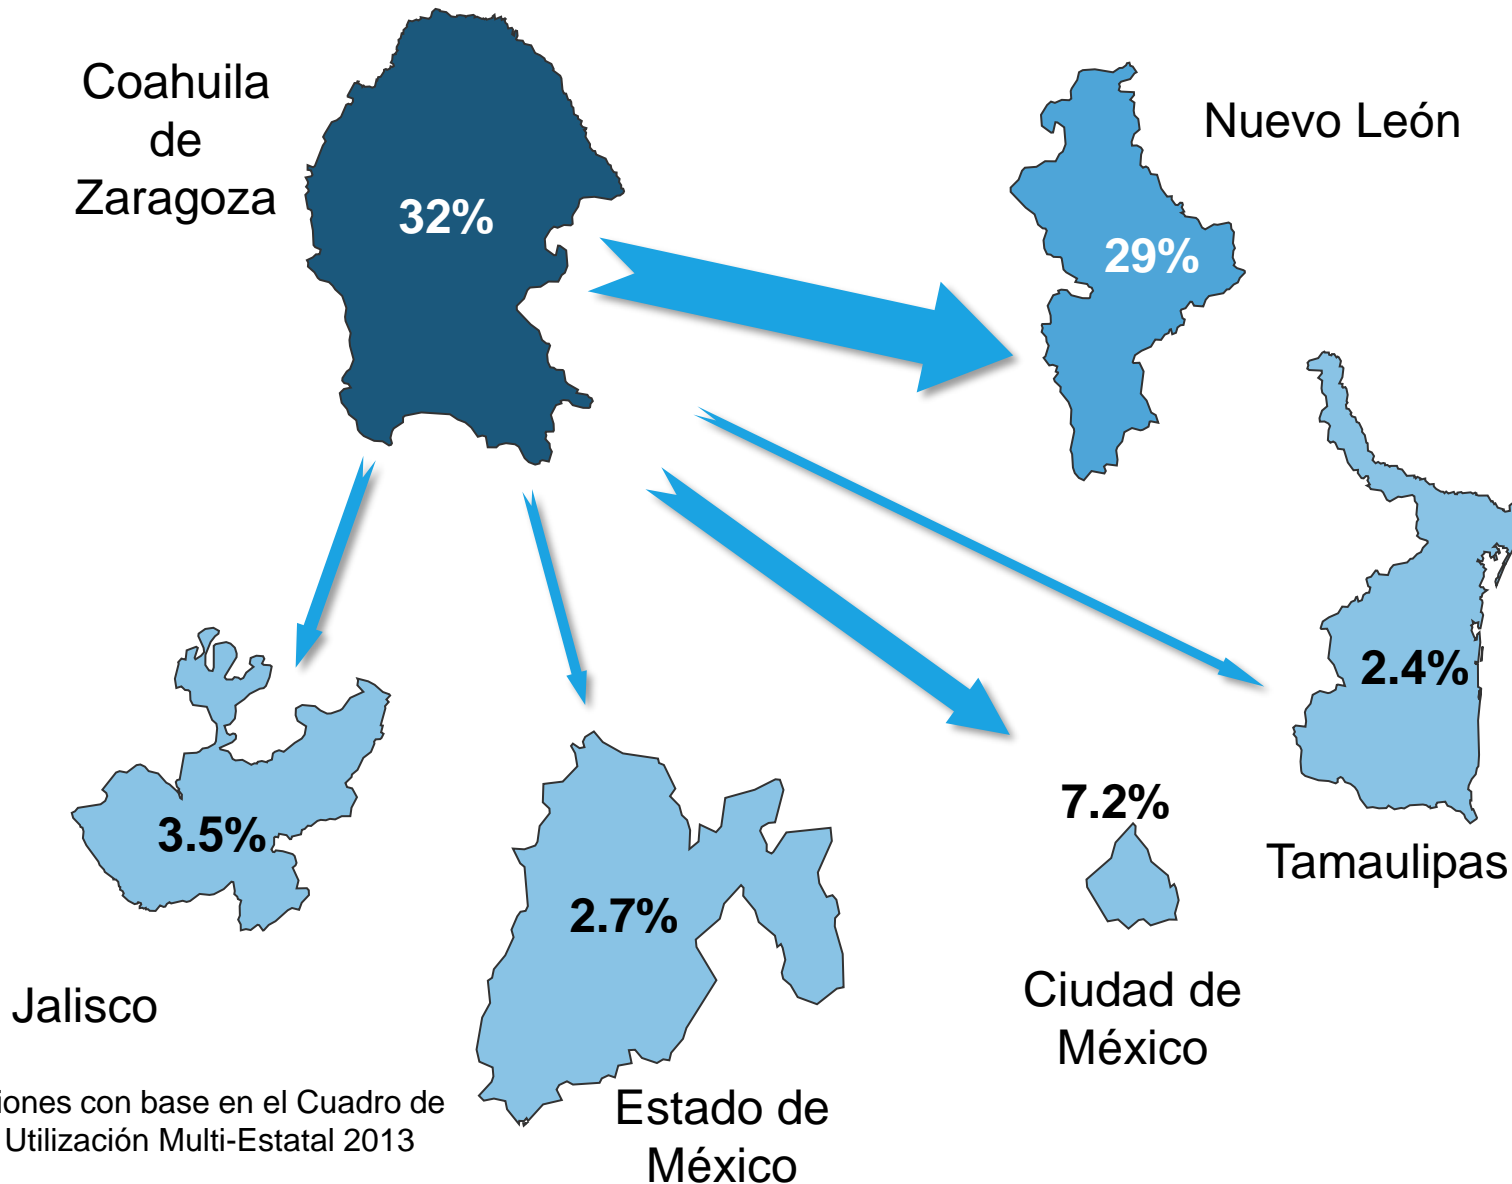 Coahuila
de
Zaragoza
32%
Nuevo León
29%
2.4%
Tamaulipas
7.2%
Ciudad de
México
2.7%
Estado de
México
3.5%
Jalisco
con base en el Cuadro de
Utilización Multi-Estatal 2013